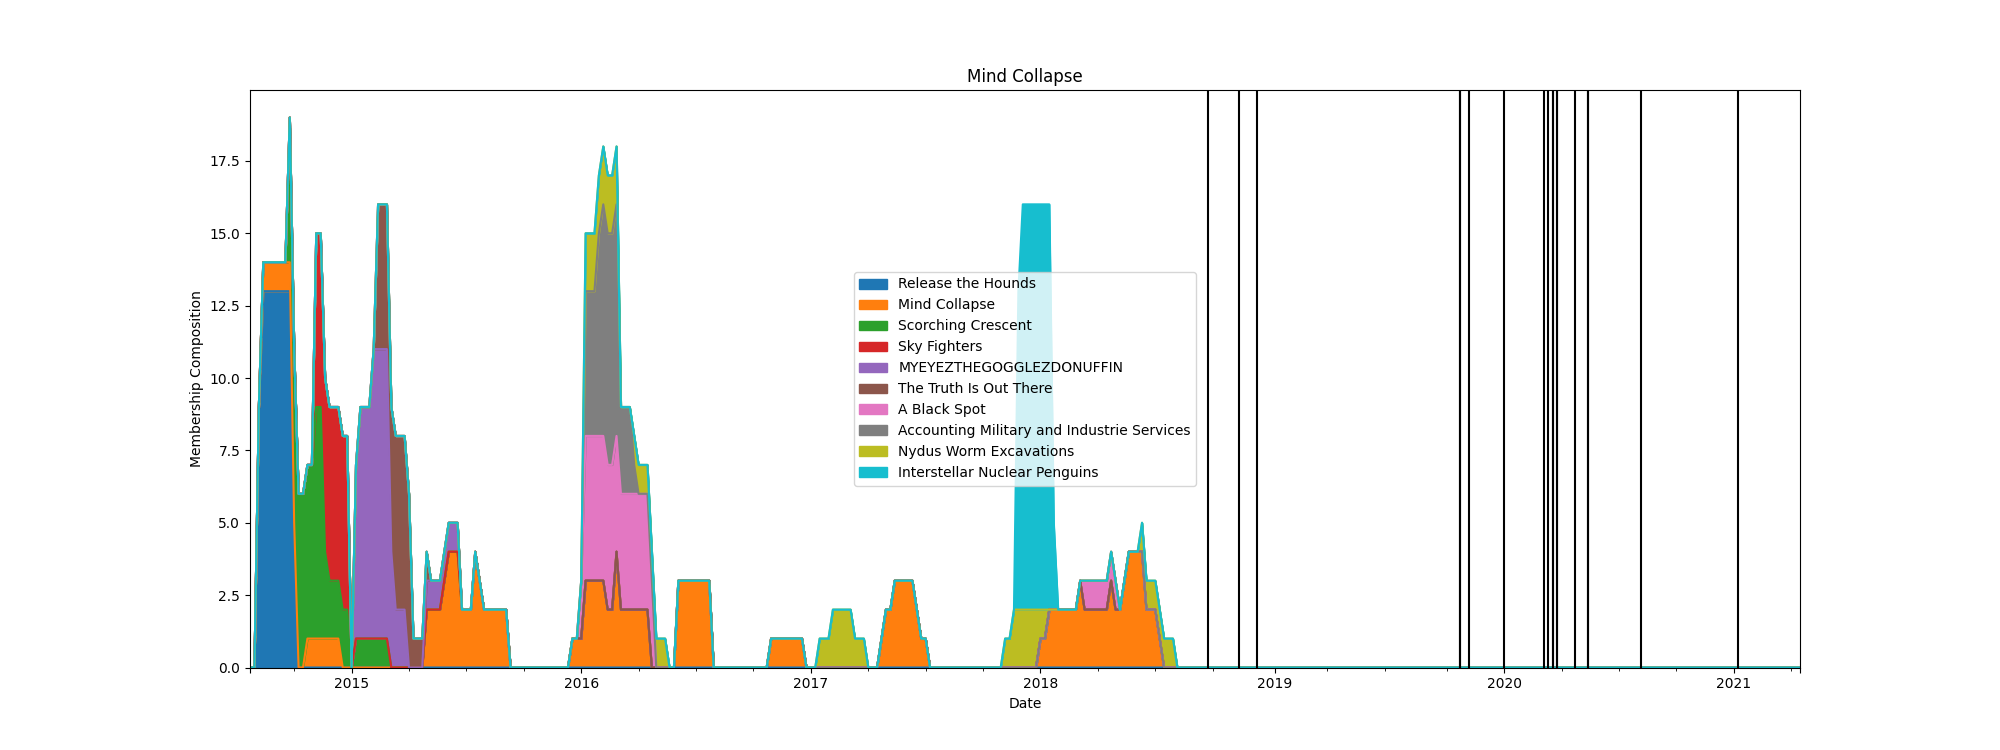 Mind Collapse
Membership Composition
17.5
15.0
12.5
10.0
7.5
5.0
2.5
0.0
Release the Hounds
Mind Collapse
Scorching Crescent
Sky Fighters
MYEYEZTHEGOGGLEZDONUFFIN
The Truth Is Out There
A Black Spot
Accounting Military and Industrie Services
Nydus Worm Excavations
Interstellar Nuclear Penguins
2015 2016 2017 2018 2019 2020 2021
Date